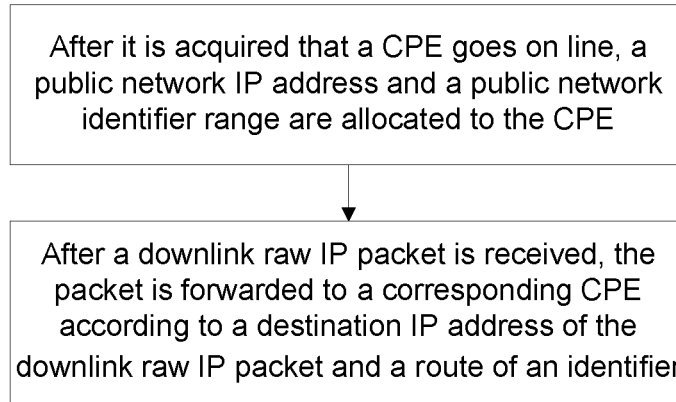 After it is acquired that a CPE goes on line, a
public network IP address and a public network
identifier range are allocated to the CPE
After a downlink raw IP packet is received, the
packet is forwarded to a corresponding CPE
according to a destination IP address of the
downlink raw IP packet and a route of an identifier